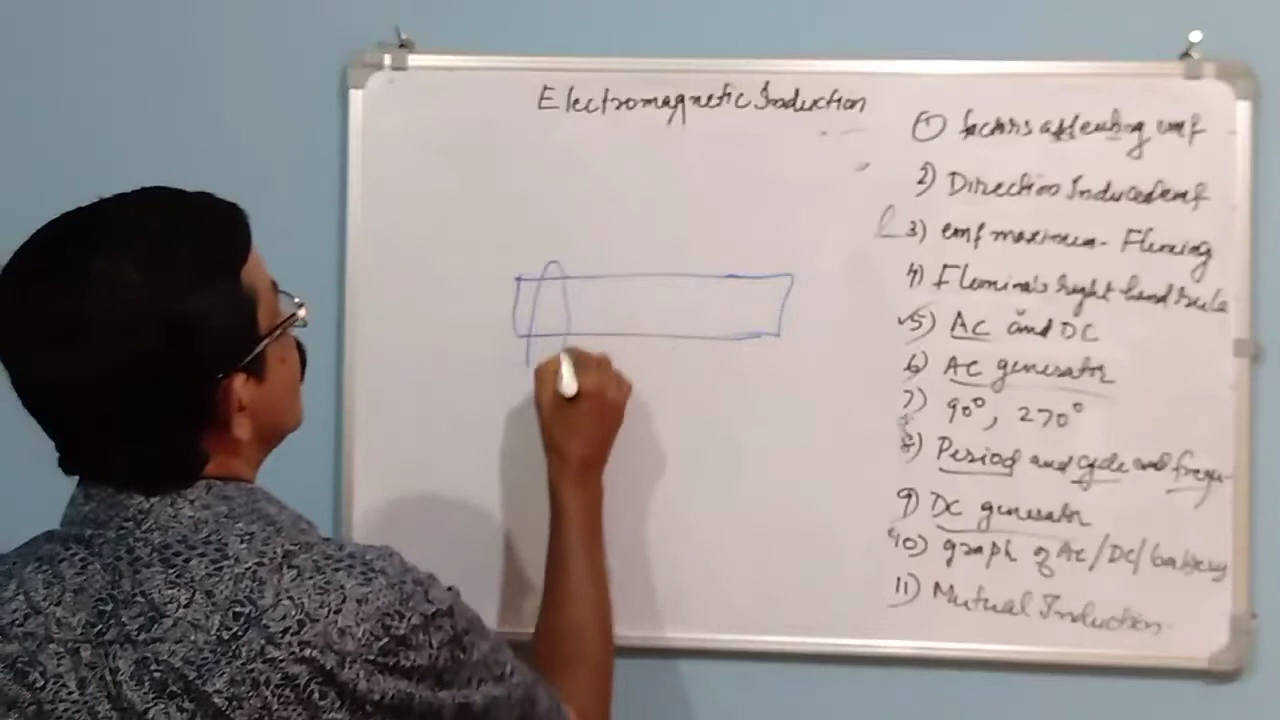 Electromagnetic Induction
1) factors affecting emf
2) Direction Induced emf
3) emf maximum - Fleming
4) Fleming's right hand rule
5) AC and DC
6) AC generator
7) 90°, 270°
8) Period and cycle and frequ-
9) DC generator
10) graph of AC/DC/battery
11) Mutual Induction